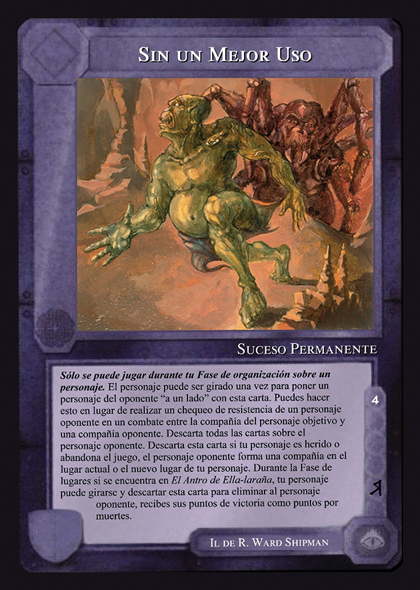 Sin un Mejor Uso
Suceso Permanente
Sólo se puede jugar durante tu Fase de organización sobre un
personaje. El personaje puede ser girado una vez para poner un
personaje del oponente “a un lado” con esta carta. Puedes hacer
esto en lugar de realizar un chequeo de resistencia de un personaje
oponente en un combate entre la compañía del personaje objetivo y
una compañía oponente. Descarta todas las cartas sobre el
personaje oponente. Descarta esta carta si tu personaje es herido o
abandona el juego, el personaje oponente forma una compañía en el
lugar actual o el nuevo lugar de tu personaje. Durante la Fase de
lugares si se encuentra en El Antro de Ella-laraña, tu personaje
puede girarse y descartar esta carta para eliminar al personaje
oponente, recibes sus puntos de victoria como puntos por
muertes.
4
Il de R. Ward Shipman